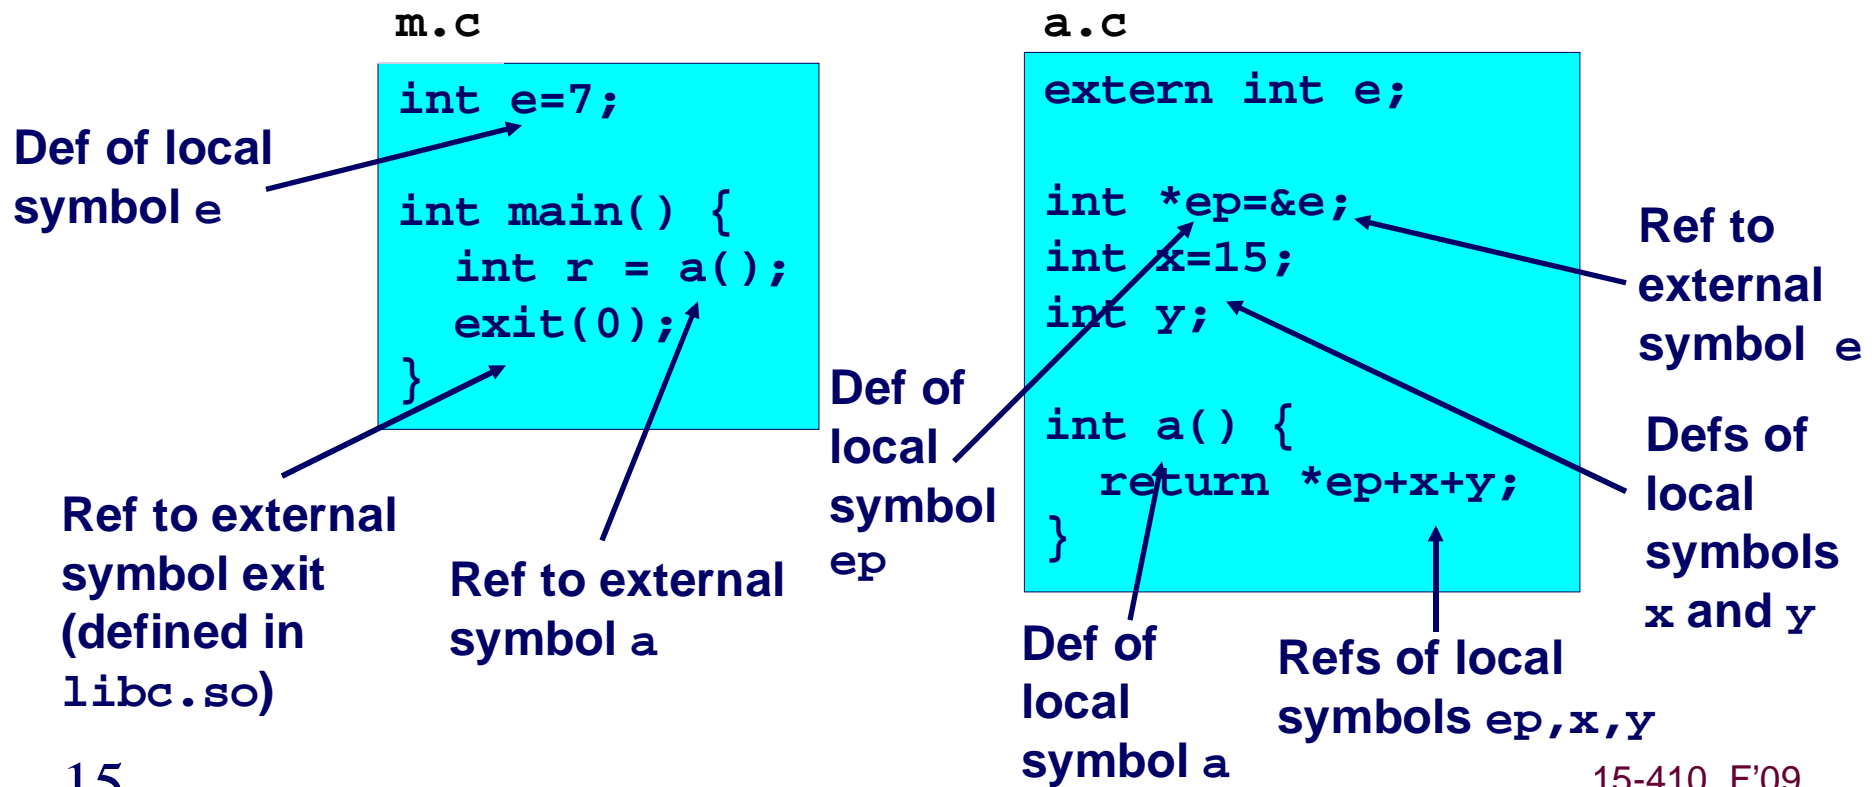 m.c
int e=7;
int main() {
int r = a();
exit(0);
}
Def of local
symbol e
Ref to external
symbol exit
(defined in
libc.so)
Ref to external
symbol a
a.c
extern int e;
int *ep=&e;
int x=15;
int y;
int a() {
return *ep+x+y;
}
Def of
local
symbol
ep
Ref to
external
symbol e
Defs of
local
symbols
x and y
Def of
local
symbol a
Refs of local
symbols ep,x,y
15
15-410, F'09